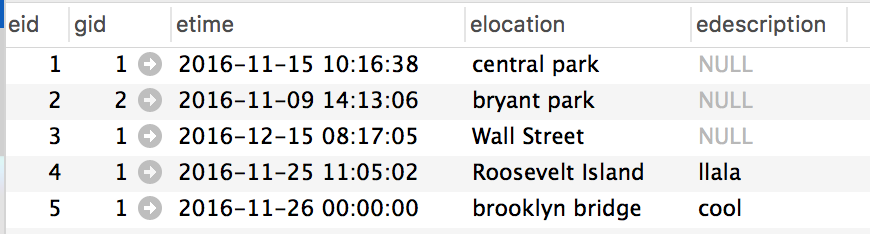 eid gid etime elocation edescription
1 1 2016-11-15 10:16:38 central park NULL
2 2 2016-11-09 14:13:06 bryant park NULL
3 1 2016-12-15 08:17:05 Wall Street NULL
4 1 2016-11-25 11:05:02 Roosevelt Island llala
5 1 2016-11-26 00:00:00 brooklyn bridge cool